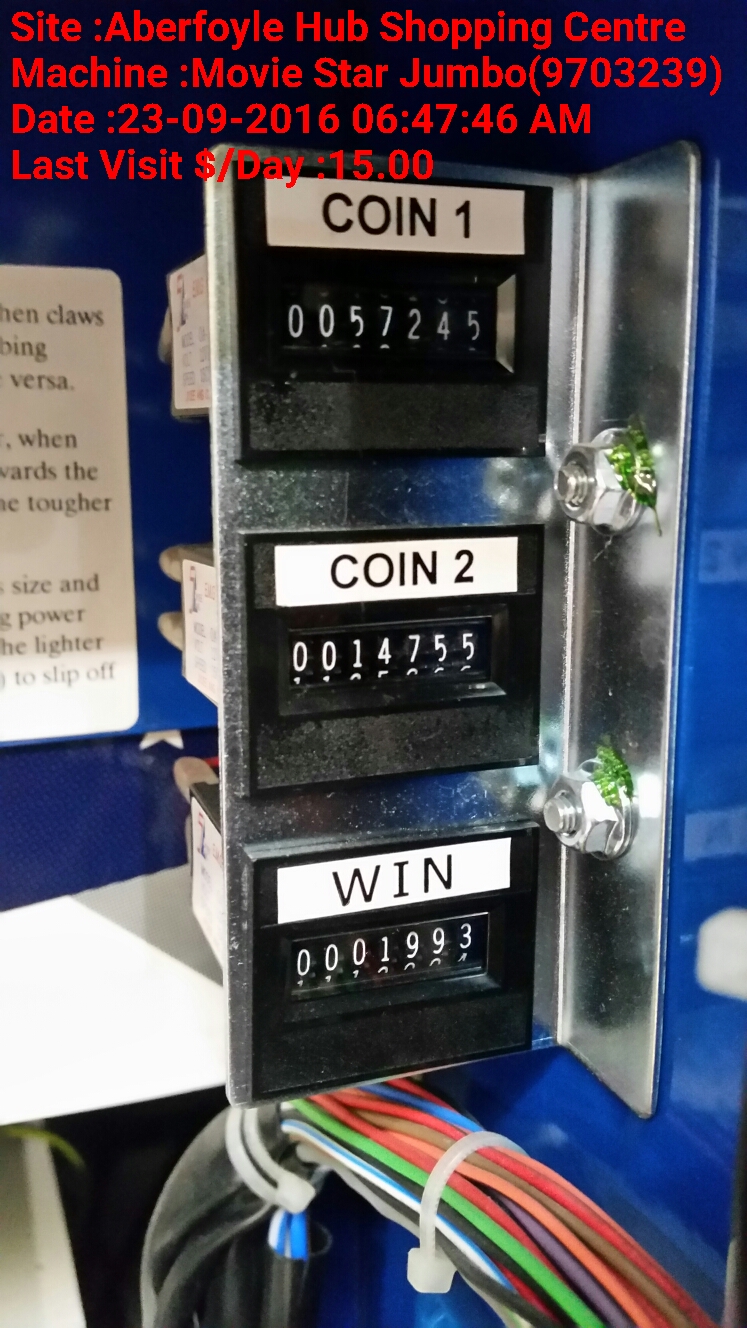 Site :Aberfoyle Hub Shopping Centre
Machine :Movie Star Jumbo(9703239)
Date :23-09-2016 06:47:46 AM
Last Visit $/Day :15.00
COIN 1
0057245
hen claws
bing
versa.
, when
wards the
tougher
size and
power
the lighter
to slip off
COIN 2
0014755
WIN
0001993